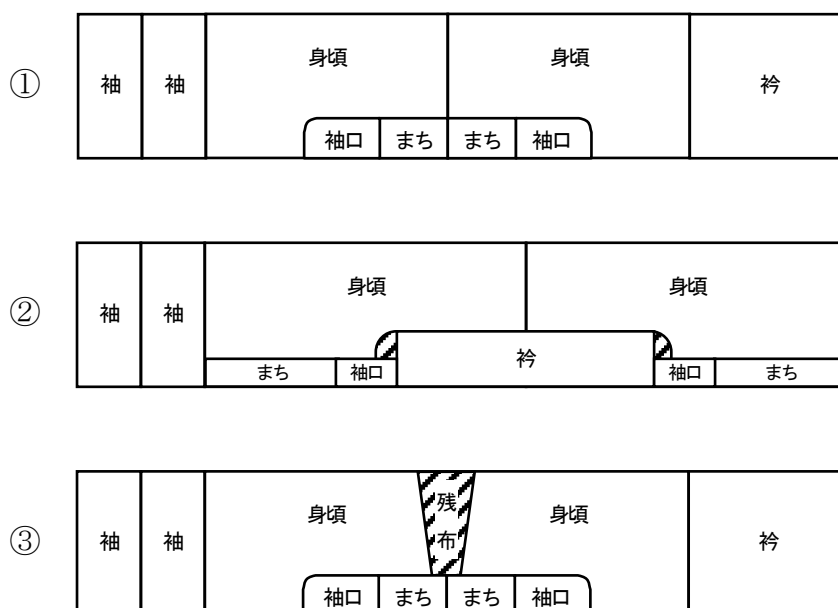 ①
袖 袖 身頃 身頃 衿
袖口 まち まち 袖口
②
袖 袖 身頃 身頃
衿
まち 袖口 袖口 まち
③
袖 袖 身頃 残布 身頃 衿
袖口 まち まち 袖口